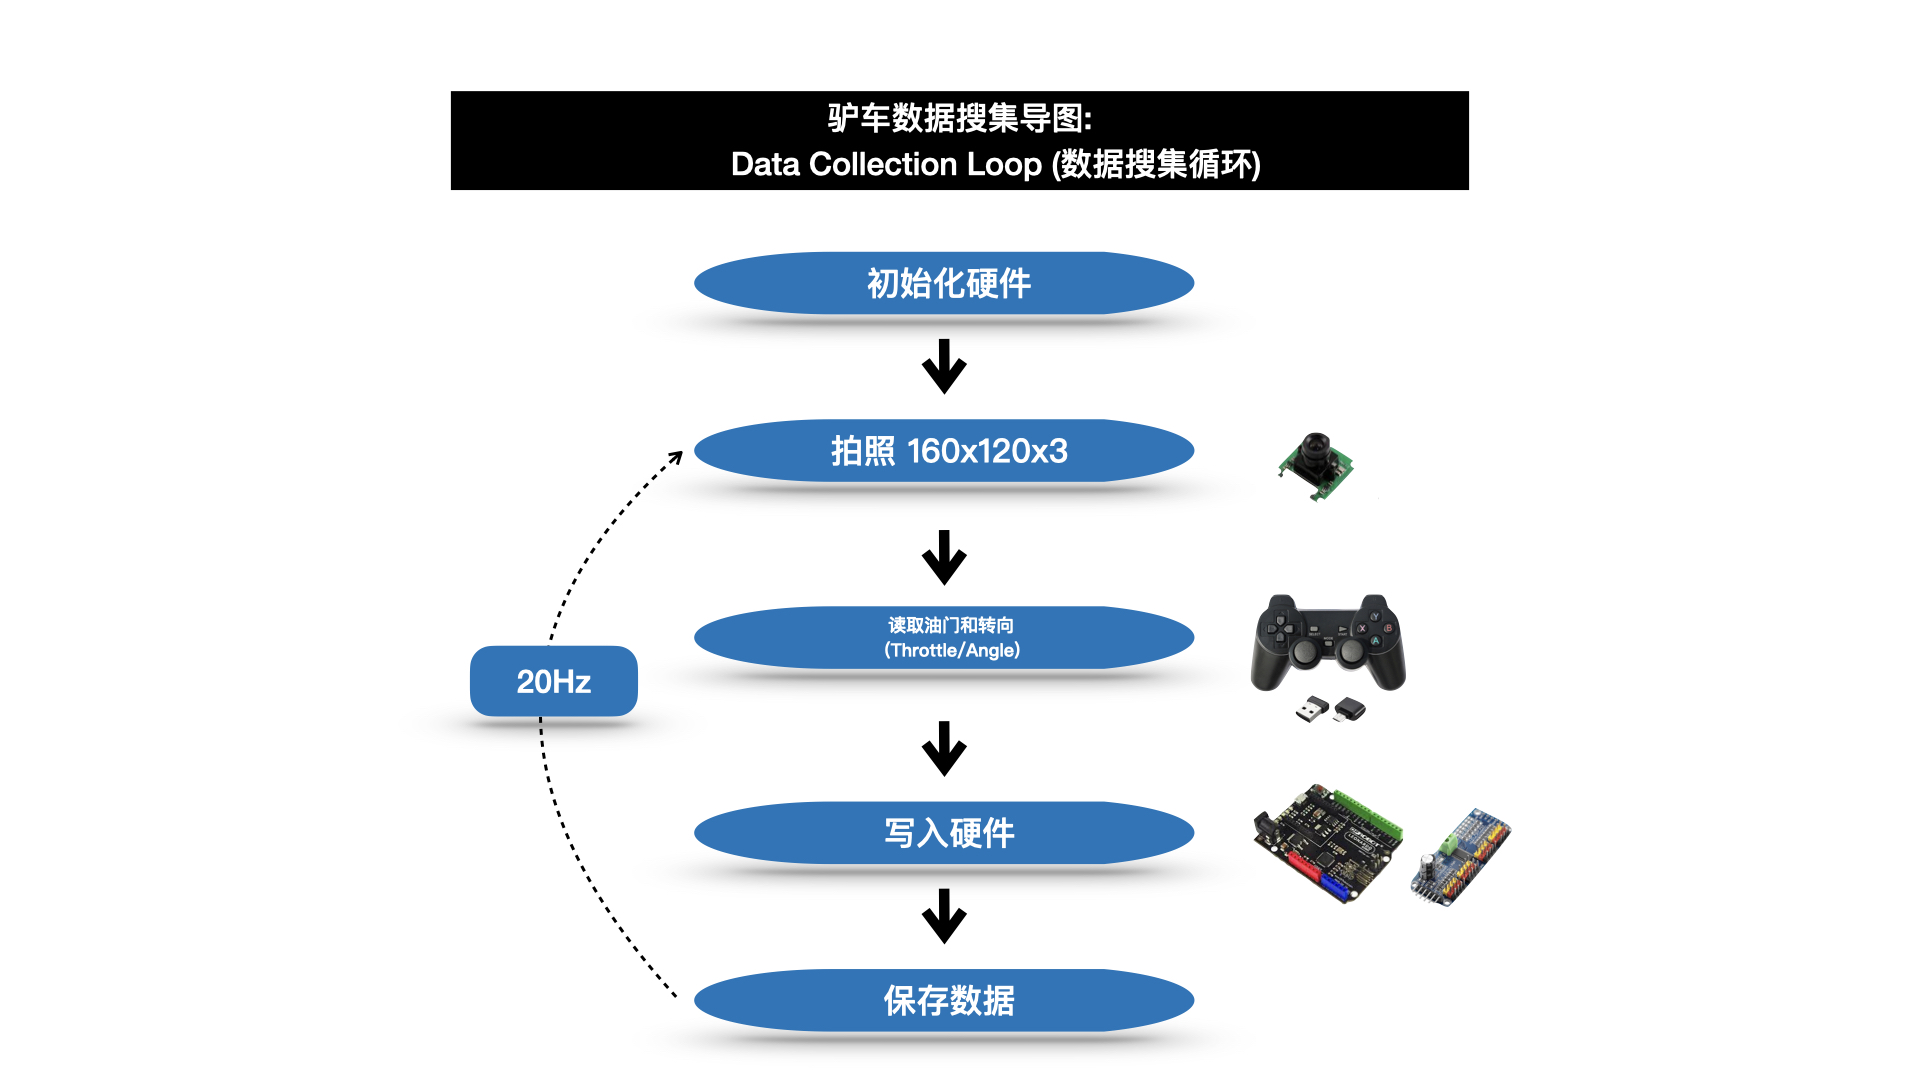 驴车数据搜集导图:
Data Collection Loop (数据搜集循环)
初始化硬件
拍照 160x120x3
读取油门和转向
(Throttle/Angle)
20Hz
写入硬件
保存数据